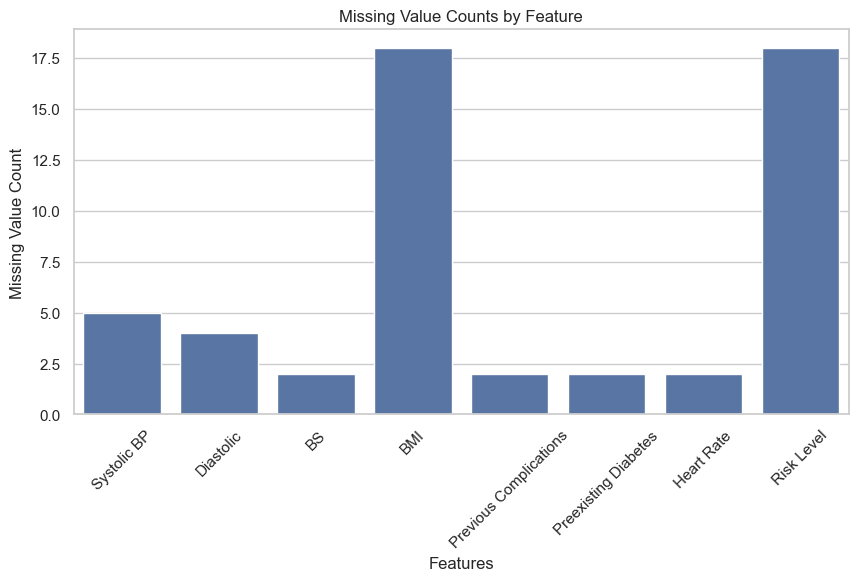 Missing Value Counts by Feature
Missing Value Count
17.5
15.0
12.5
10.0
7.5
5.0
2.5
0.0
Systolic BP
Diastolic
BS
BMI
Previous Complications
Preexisting Diabetes
Heart Rate
Risk Level
Features